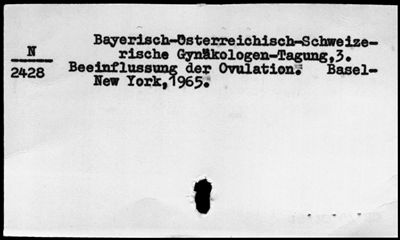 Bayerisch-Österreichisch-Schweize-
N rische Gynäkologen-Tagung,3.
2428 Beeinflussung der Ovulation. Basel-
New York,1965.